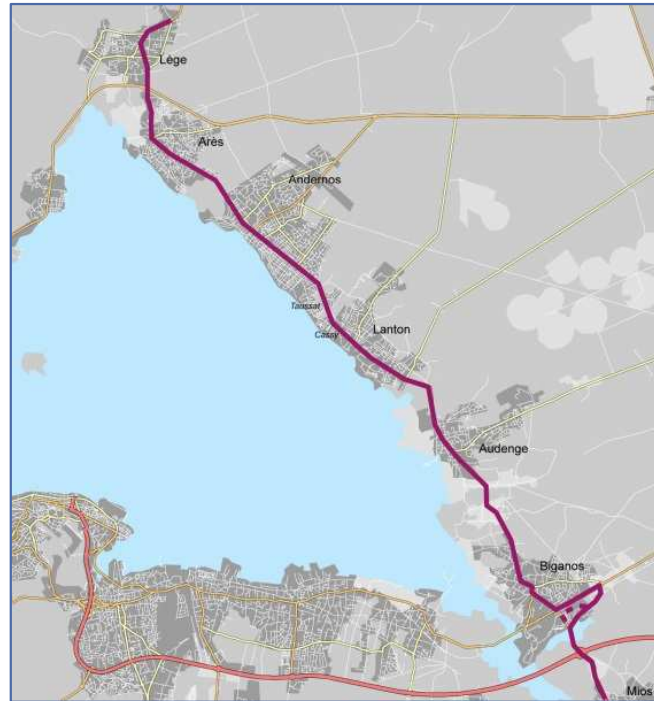 Lège
Arès
Andernos
Taussat
Cassy
Lanton
Audenge
Biganos
Mios